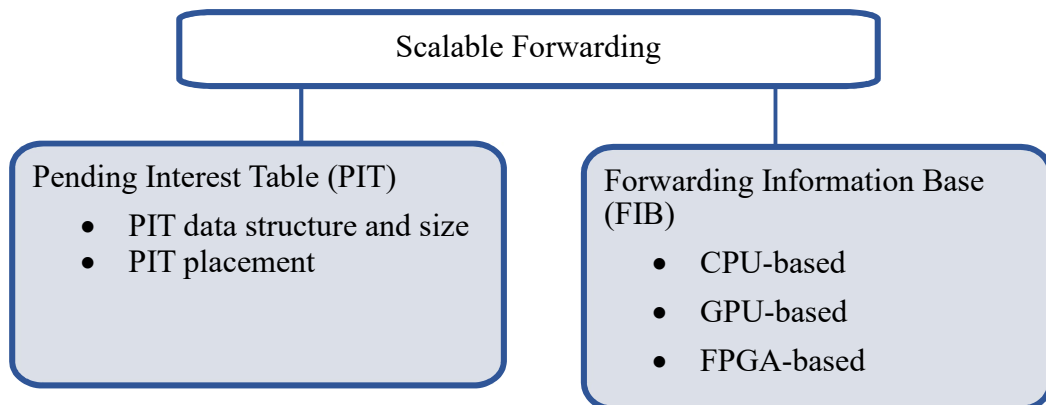 Scalable Forwarding
Pending Interest Table (PIT)
• PIT data structure and size
• PIT placement
Forwarding Information Base
(FIB)
• CPU-based
• GPU-based
• FPGA-based